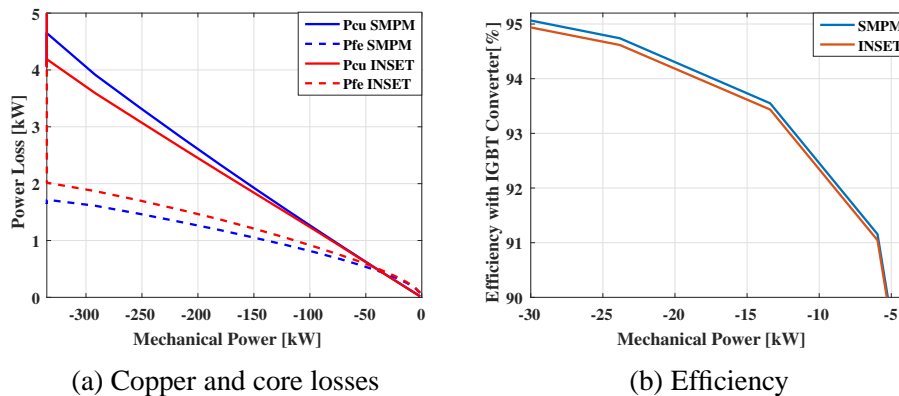 Pcu SMPM
Pfe SMPM
Pcu INSET
Pfe INSET
5
4
3
2
1
0
Power Loss [kW]
-300 -250 -200 -150 -100 -50 0
Mechanical Power [kW]
(a) Copper and core losses
SMPM
INSET
95
94
93
92
91
90
Efficiency with IGBT Converter[%]
-30 -25 -20 -15 -10 -5
Mechanical Power [kW]
(b) Efficiency